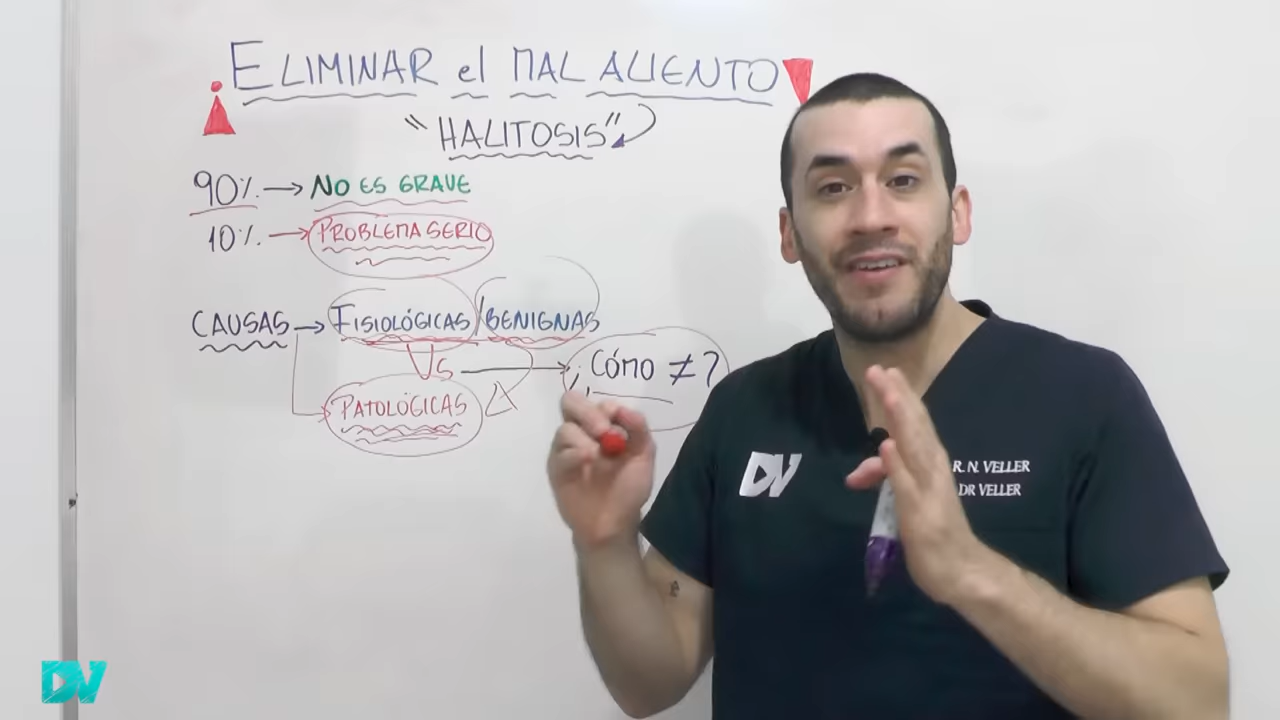 ¡ELIMINAR el MAL ALIENTO!
"HALITOSIS"
90% → NO ES GRAVE
10% → PROBLEMA SERIO
CAUSAS → FISIOLÓGICAS / BENIGNAS
VS → ¿CÓMO ≠ ?
PATOLÓGICAS
DV
R. N. VELLER
DR VELLER
DV